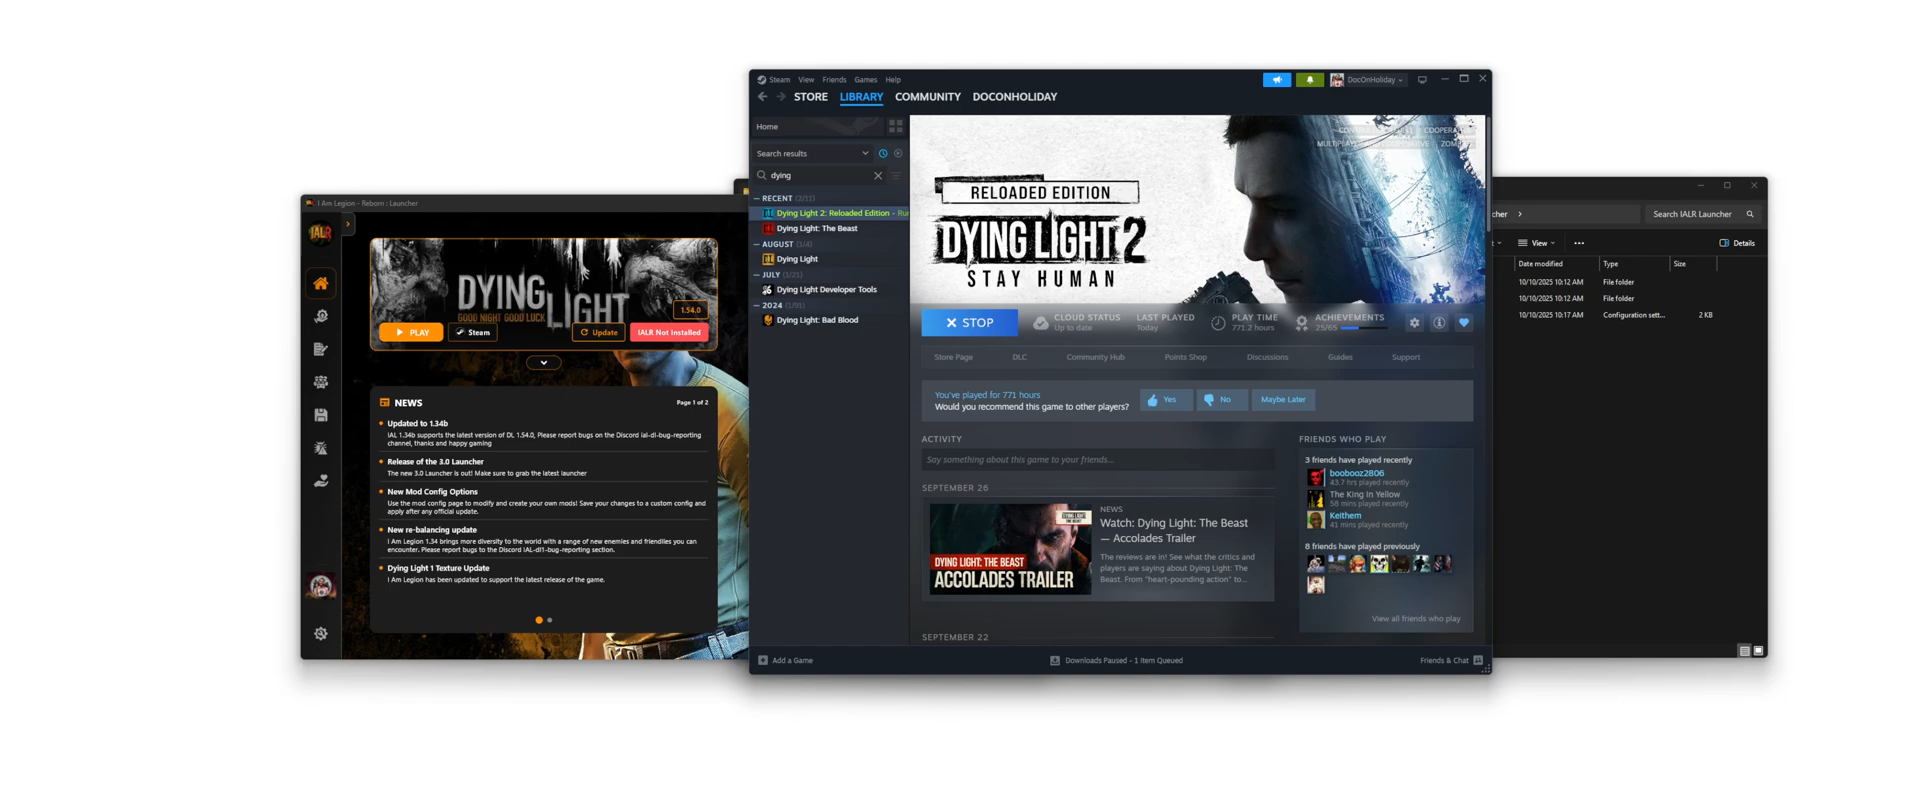 I Am Legion - Reborn : Launcher
IALR
DYING LIGHT
GOOD NIGHT GOOD LUCK
1.54.0
PLAY
Steam
Update
IALR Not Installed
NEWS
Page 1 of 2
Updated to 1.34b
IAL 1.34b supports the latest version of DL 1.54.0, Please report bugs on the Discord ial-dl-bug-reporting
channel, thanks and happy gaming
Release of the 3.0 Launcher
The new 3.0 Launcher is out! Make sure to grab the latest launcher
New Mod Config Options
Use the mod config page to modify and create your own mods! Save your changes to a custom config and
apply after any official update.
New re-balancing update
I Am Legion 1.34 brings more diversity to the world with a range of new enemies and friendlies you can
encounter. Please report bugs to the Discord IAL-dl1-bug-reporting section.
Dying Light 1 Texture Update
I Am Legion has been updated to support the latest release of the game.
Steam View Friends Games Help
DocOnHoliday
STORE LIBRARY COMMUNITY DOCONHOLIDAY
Home
Search results
dying
RECENT (2/11)
Dying Light 2: Reloaded Edition - Run
Dying Light: The Beast
AUGUST (1/4)
Dying Light
JULY (1/21)
Dying Light Developer Tools
2024 (1/91)
Dying Light: Bad Blood
RELOADED EDITION
DYING LIGHT 2
STAY HUMAN
STOP
CLOUD STATUS
Up to date
LAST PLAYED
Today
PLAY TIME
771.2 hours
ACHIEVEMENTS
25/65
Store Page
DLC
Community Hub
Points Shop
Discussions
Guides
Support
You've played for 771 hours
Would you recommend this game to other players?
Yes
No
Maybe Later
ACTIVITY
Say something about this game to your friends...
SEPTEMBER 26
DYING LIGHT
THE BEAST
DYING LIGHT: THE BEAST
ACCOLADES TRAILER
NEWS
Watch: Dying Light: The Beast
— Accolades Trailer
The reviews are in! See what the critics and
players are saying about Dying Light: The
Beast. From "heart-pounding action" to...
SEPTEMBER 22
FRIENDS WHO PLAY
3 friends have played recently
boobooz2806
43.7 hrs played recently
The King In Yellow
58 mins played recently
Keithem
41 mins played recently
8 friends have played previously
View all friends who play
Add a Game
Downloads Paused - 1 Item Queued
Friends & Chat
cher
Search IALR Launcher
View
Details
Date modified
Type
Size
10/10/2025 10:12 AM
File folder
10/10/2025 10:12 AM
File folder
10/10/2025 10:17 AM
Configuration sett...
2 KB